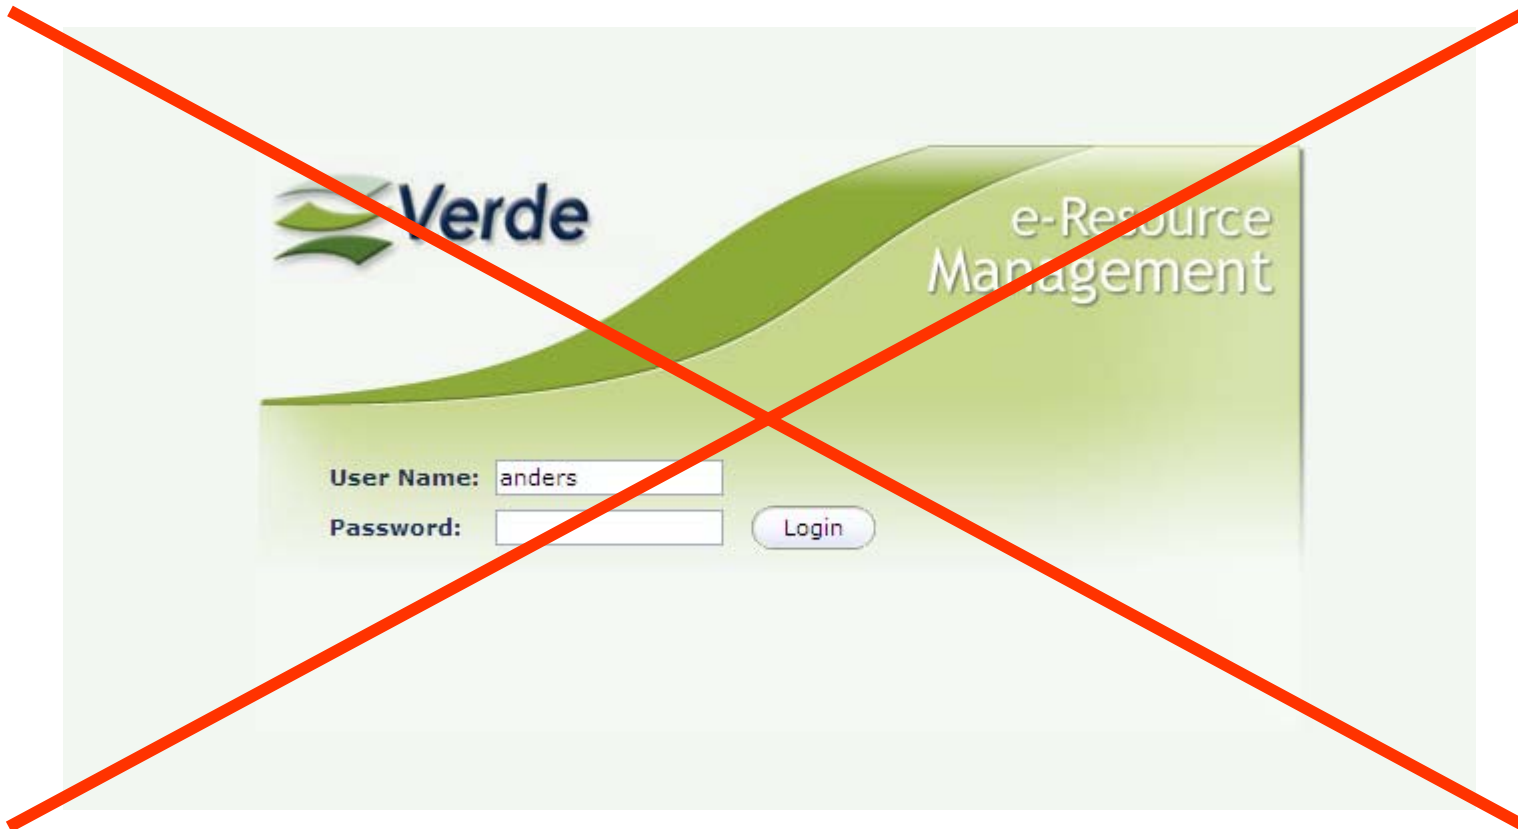 Verde
e-Resource
Management
User Name: anders
Password:
Login